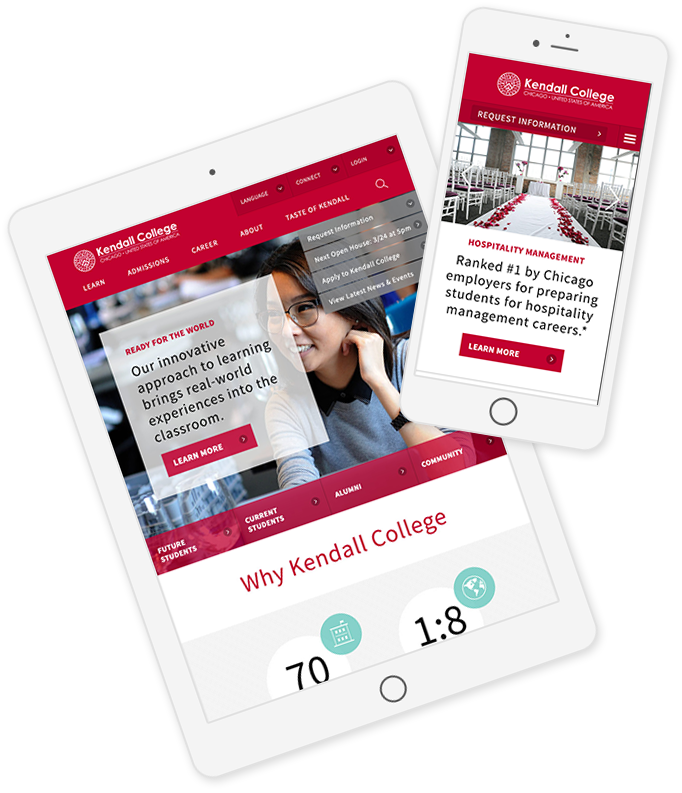 LANGUAGE
CONNECT
LOGIN
Kendall College
CHICAGO • UNITED STATES OF AMERICA
LEARN
ADMISSIONS
CAREER
ABOUT
TASTE OF KENDALL
Request Information
Next Open House: 3/24 at 5pm
Apply to Kendall College
View Latest News & Events
READY FOR THE WORLD
Our innovative
approach to learning
brings real-world
experiences into the
classroom.
LEARN MORE
FUTURE
STUDENTS
CURRENT
STUDENTS
ALUMNI
COMMUNITY
Why Kendall College
70
1:8
Kendall College
CHICAGO • UNITED STATES OF AMERICA
REQUEST INFORMATION
HOSPITALITY MANAGEMENT
Ranked #1 by Chicago
employers for preparing
students for hospitality
management careers.*
LEARN MORE